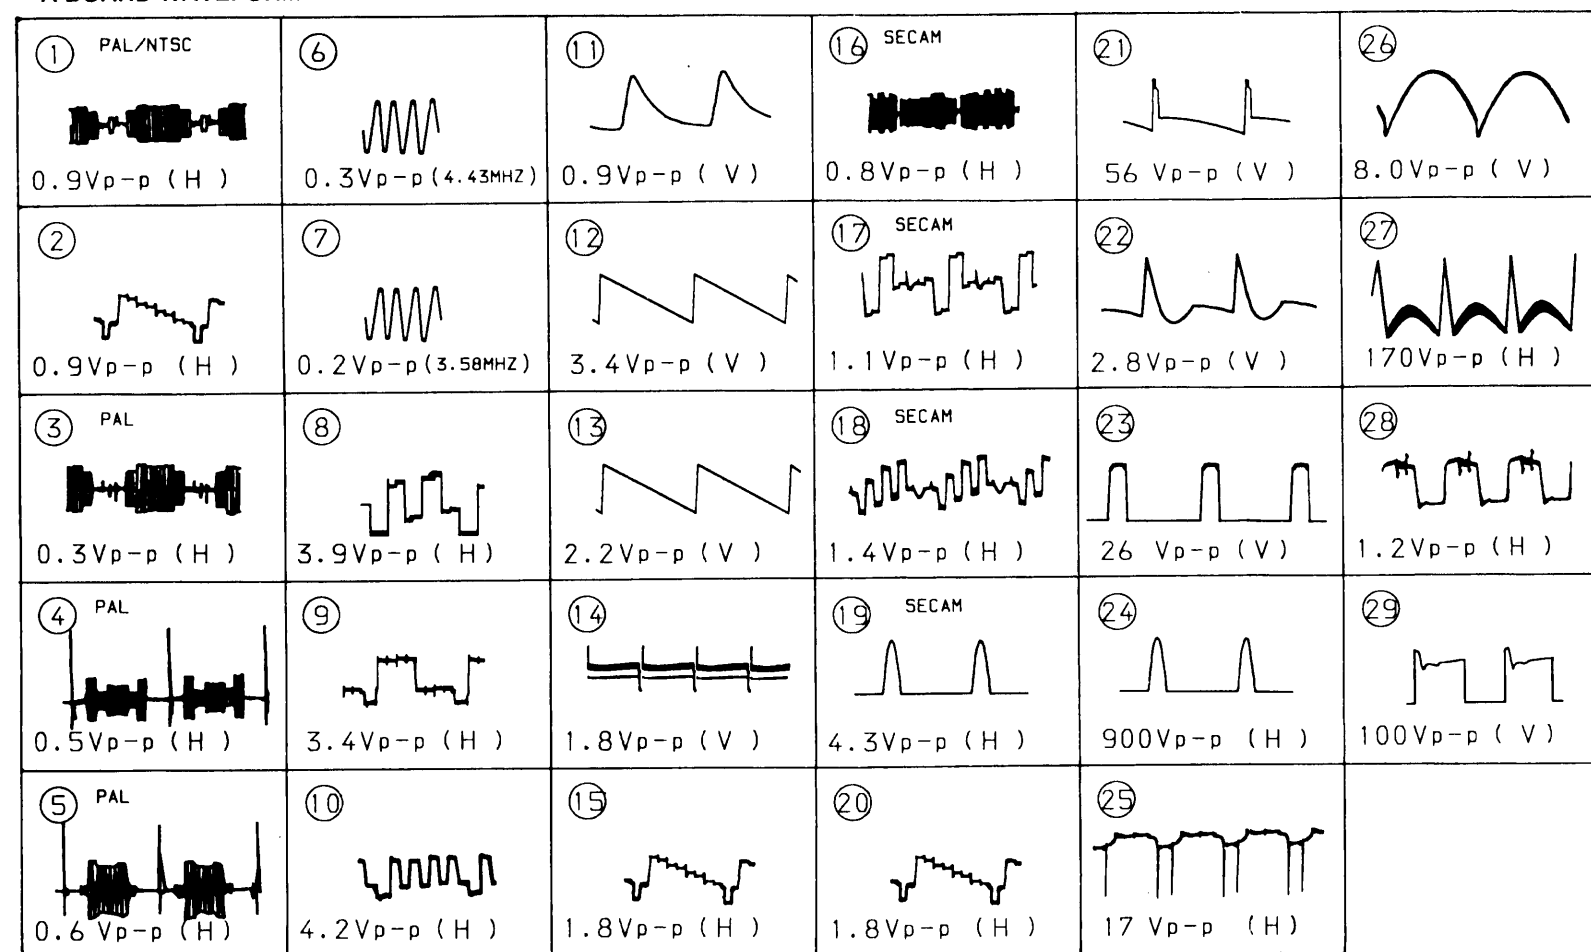 ① PAL/NTSC
0.9Vp-p (H)
② 
0.9Vp-p (H)
③ PAL
0.3Vp-p (H)
④ PAL
0.5Vp-p (H)
⑤ PAL
0.6 Vp-p (H)
⑥
0.3Vp-p (4.43MHZ)
⑦
0.2Vp-p (3.58MHZ)
⑧
3.9Vp-p (H)
⑨
3.4Vp-p (H)
⑩
4.2Vp-p (H)
⑪
0.9Vp-p (V)
⑫
3.4Vp-p (V)
⑬
2.2Vp-p (V)
⑭
1.8Vp-p (V)
⑮
1.8Vp-p (H)
⑯ SECAM
0.8Vp-p (H)
⑰ SECAM
1.1Vp-p (H)
⑱ SECAM
1.4Vp-p (H)
⑲ SECAM
4.3Vp-p (H)
⑳
1.8Vp-p (H)
㉑
56 Vp-p (V)
㉒
2.8Vp-p (V)
㉓
26 Vp-p (V)
㉔
900Vp-p (H)
㉕
17 Vp-p (H)
㉖
8.0Vp-p (V)
㉗
170Vp-p (H)
㉘
1.2Vp-p (H)
㉙
100Vp-p (V)